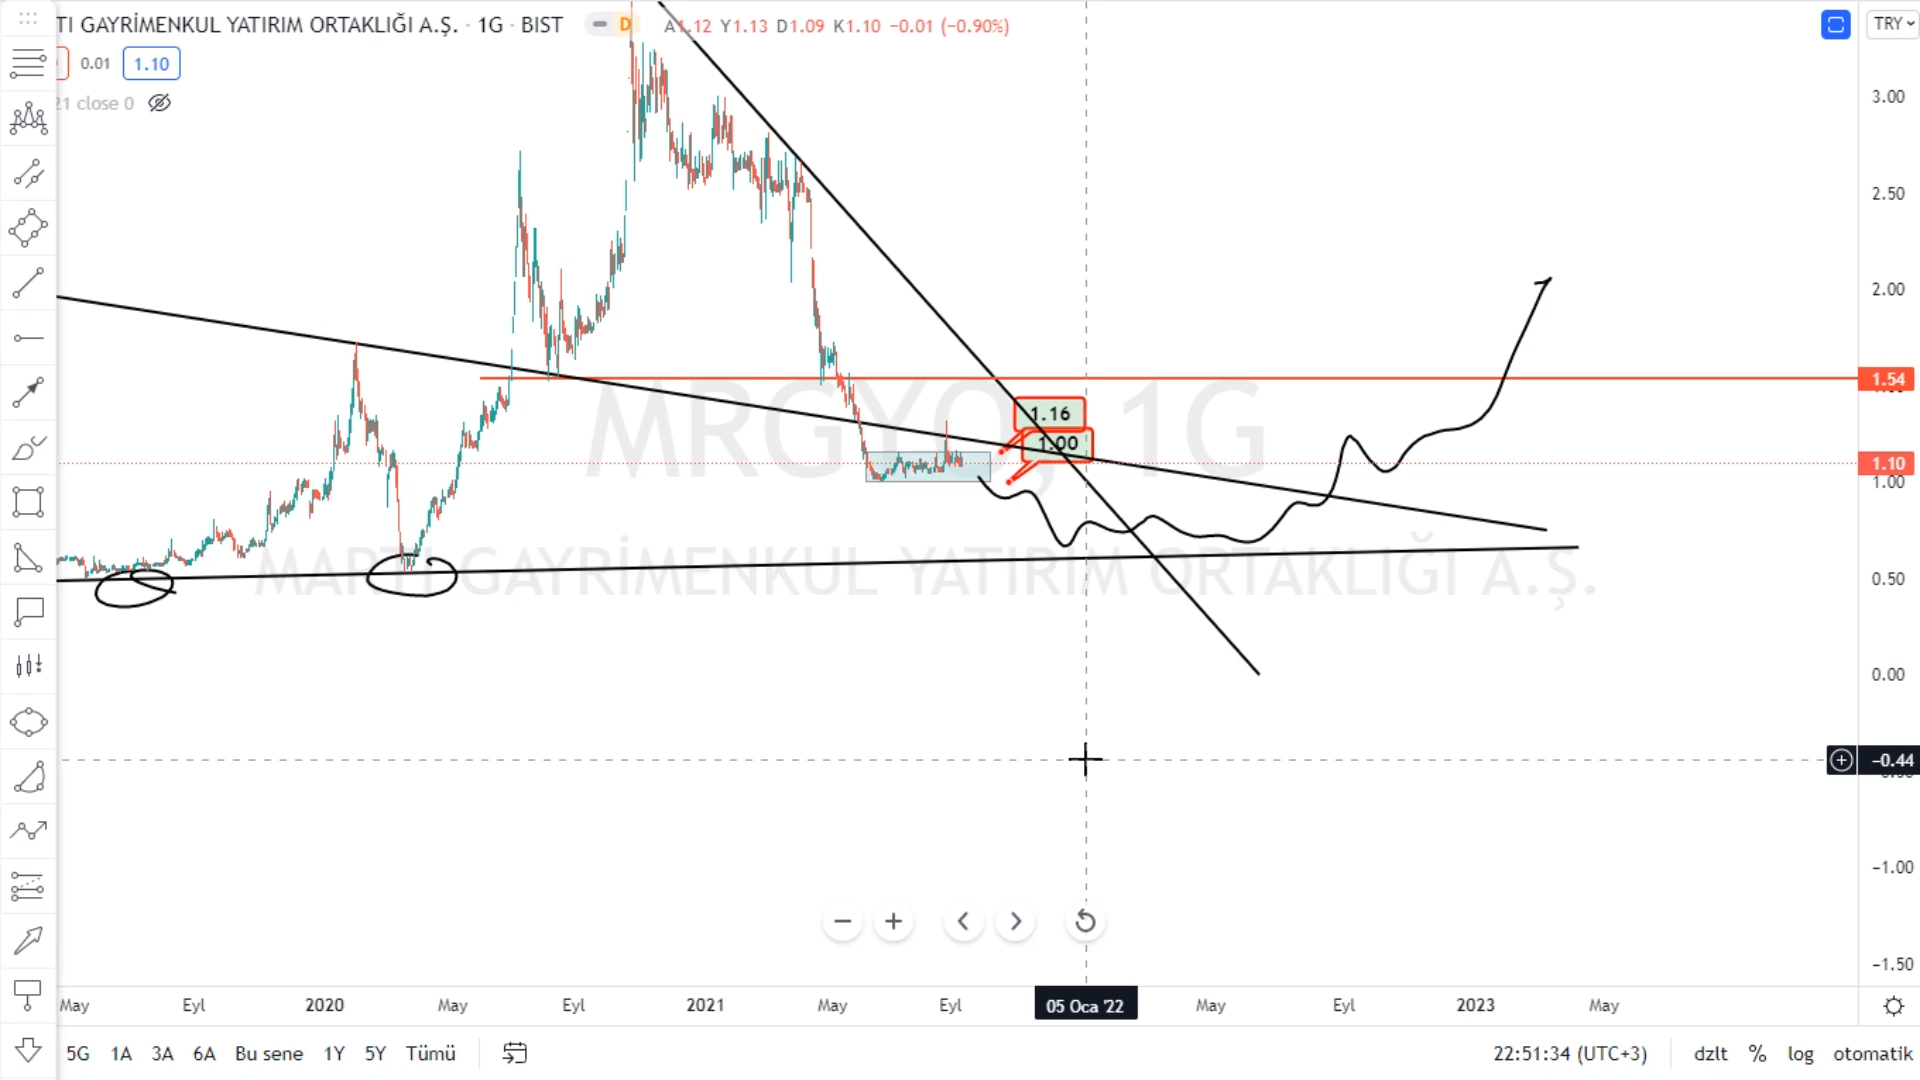 TI GAYRİMENKUL YATIRIM ORTAKLIĞI A.Ş. · 1G · BIST D A1.12 Y1.13 D1.09 K1.10 −0.01 (−0.90%) TRY
0.01 1.10
21 close 0
3.00
2.50
2.00
1.54
1.16
1.00
1.10
1.00
0.50
0.00
−0.44
−1.00
−1.50
MRGYO, 1G
MARTI GAYRİMENKUL YATIRIM ORTAKLIĞI A.Ş.
May Eyl 2020 May Eyl 2021 May Eyl 05 Oca '22 May Eyl 2023 May
5G 1A 3A 6A Bu sene 1Y 5Y Tümü 22:51:34 (UTC+3) dzlt % log otomatik